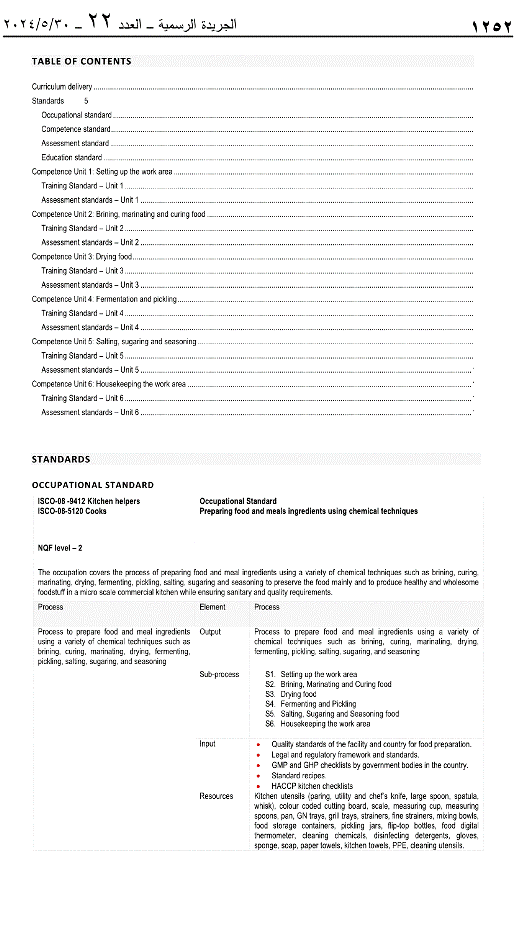 ١٢٥٢ الجريدة الرسمية – العدد ٢٢ – ٢٠٢٤/٥/٣٠
TABLE OF CONTENTS
Curriculum delivery
Standards 5
Occupational standard
Competence standard
Assessment standard
Education standard
Competence Unit 1: Setting up the work area
Training Standard – Unit 1
Assessment standards – Unit 1
Competence Unit 2: Brining, marinating and curing food
Training Standard – Unit 2
Assessment standards – Unit 2
Competence Unit 3: Drying food
Training Standard – Unit 3
Assessment standards – Unit 3
Competence Unit 4: Fermentation and pickling
Training Standard – Unit 4
Assessment standards – Unit 4
Competence Unit 5: Salting, sugaring and seasoning
Training Standard – Unit 5
Assessment standards – Unit 5
Competence Unit 6: Housekeeping the work area
Training Standard – Unit 6
Assessment standards – Unit 6
STANDARDS
OCCUPATIONAL STANDARD
ISCO-08 -9412 Kitchen helpers Occupational Standard
ISCO-08-5120 Cooks Preparing food and meals ingredients using chemical techniques
NQF level – 2
The occupation covers the process of preparing food and meal ingredients using a variety of chemical techniques such as brining, curing,
marinating, drying, fermenting, pickling, salting, sugaring and seasoning to preserve the food mainly and to produce healthy and wholesome
foodstuff in a micro scale commercial kitchen while ensuring sanitary and quality requirements.
Process Element Process
Process to prepare food and meal ingredients Output Process to prepare food and meal ingredients using a variety of
using a variety of chemical techniques such as chemical techniques such as brining, curing, marinating, drying,
brining, curing, marinating, drying, fermenting, fermenting, pickling, salting, sugaring and seasoning
pickling, salting, sugaring, and seasoning
Sub-process S1. Setting up the work area
S2. Brining, Marinating and Curing food
S3. Drying food
S4. Fermenting and Pickling
S5. Salting, Sugaring and Seasoning food
S6. Housekeeping the work area
Input • Quality standards of the facility and country for food preparation.
• Legal and regulatory framework and standards.
• GMP and GHP checklists by government bodies in the country.
• Standard recipes
• HACCP kitchen checklists
Resources Kitchen utensils (paring, utility and chef's knife, large spoon, spatula,
whisk). colour coded cutting board, scale, measuring cup, measuring
spoons, pan, GN trays, grill trays, strainers, fine strainers, mixing bowls,
food storage containers, pickling jars, flip-top bottles, food digital
thermometer, cleaning chemicals, disinfecting detergents, gloves,
sponge, soap, paper towels, kitchen towels, PPE, cleaning utensils.